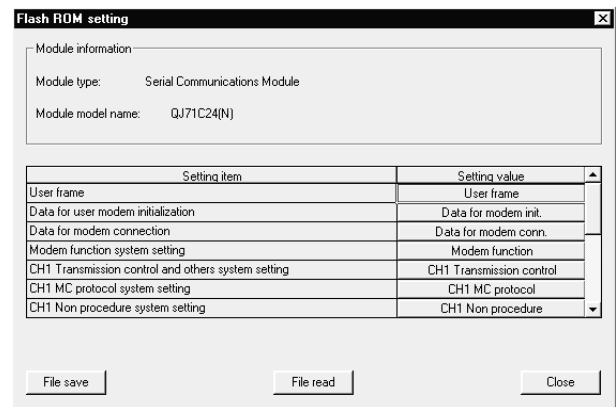 Flash ROM setting
Module information
Module type: Serial Communications Module
Module model name: QJ71C24(N)
Setting item Setting value
User frame User frame
Data for user modem initialization Data for modem init.
Data for modem connection Data for modem conn.
Modem function system setting Modem function
CH1 Transmission control and others system setting CH1 Transmission control
CH1 MC protocol system setting CH1 MC protocol
CH1 Non procedure system setting CH1 Non procedure
File save File read Close